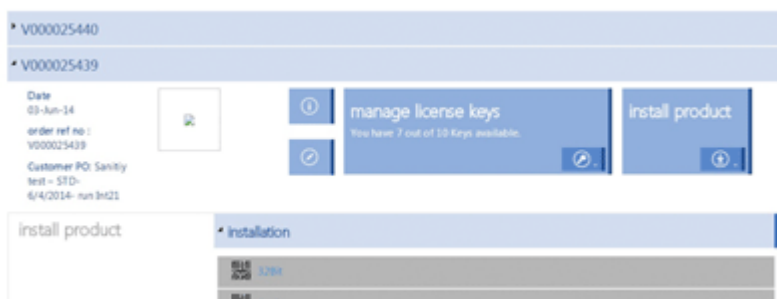 V000025440
V000025439
Date
03-Jun-14
order ref no :
V000025439
Customer PO: Sanitiy
test – STD-
6/4/2014- run Int21
manage license keys
You have 7 out of 10 Keys available.
install product
install product
installation
32Bit